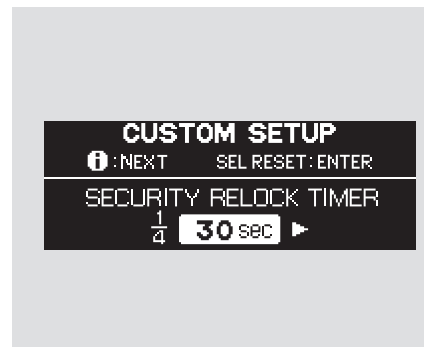 CUSTOM SETUP
i :NEXT SEL RESET:ENTER
SECURITY RELOCK TIMER
1/4 30 sec ►